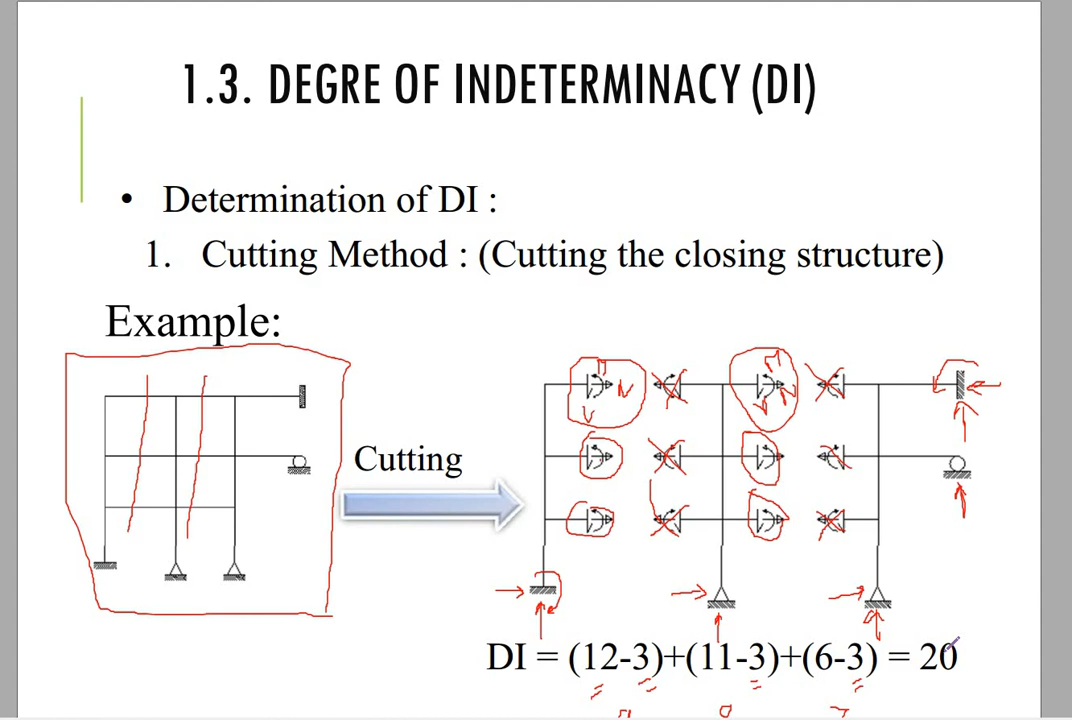 1.3. DEGRE OF INDETERMINACY (DI)
• Determination of DI :
1. Cutting Method : (Cutting the closing structure)
Example:
Cutting
M
N
V
M
V
N
DI = (12-3)+(11-3)+(6-3) = 20